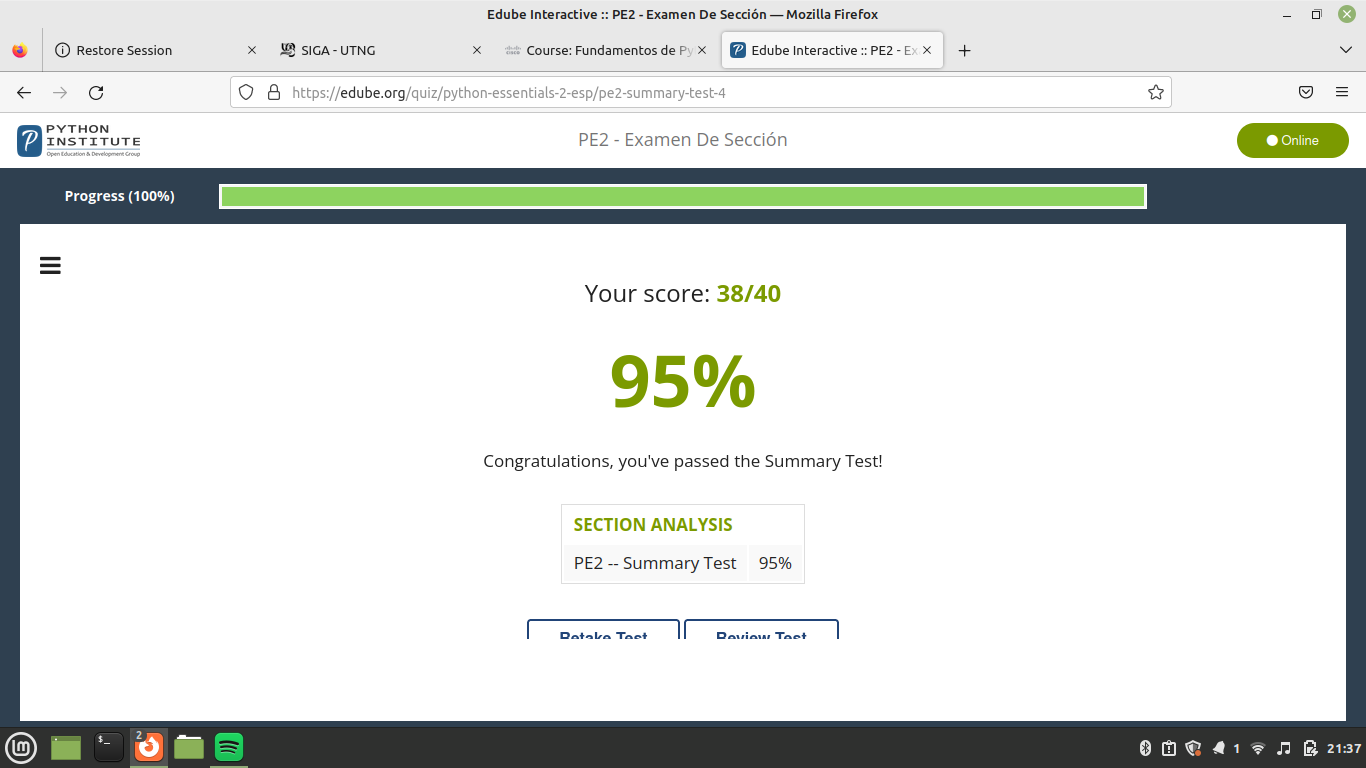 Edube Interactive :: PE2 - Examen De Sección — Mozilla Firefox
Restore Session
SIGA - UTNG
Course: Fundamentos de Py
Edube Interactive :: PE2 - Ex
https://edube.org/quiz/python-essentials-2-esp/pe2-summary-test-4
PYTHON
INSTITUTE
Open Education & Development Group
PE2 - Examen De Sección
Online
Progress (100%)
Your score: 38/40
95%
Congratulations, you've passed the Summary Test!
SECTION ANALYSIS
PE2 -- Summary Test 95%
Retake Test Review Test
2
1
21:37